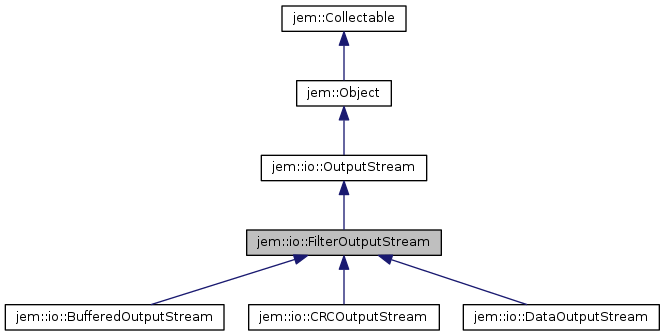 jem::Collectable
jem::Object
jem::io::OutputStream
jem::io::FilterOutputStream
jem::io::BufferedOutputStream
jem::io::CRCOutputStream
jem::io::DataOutputStream